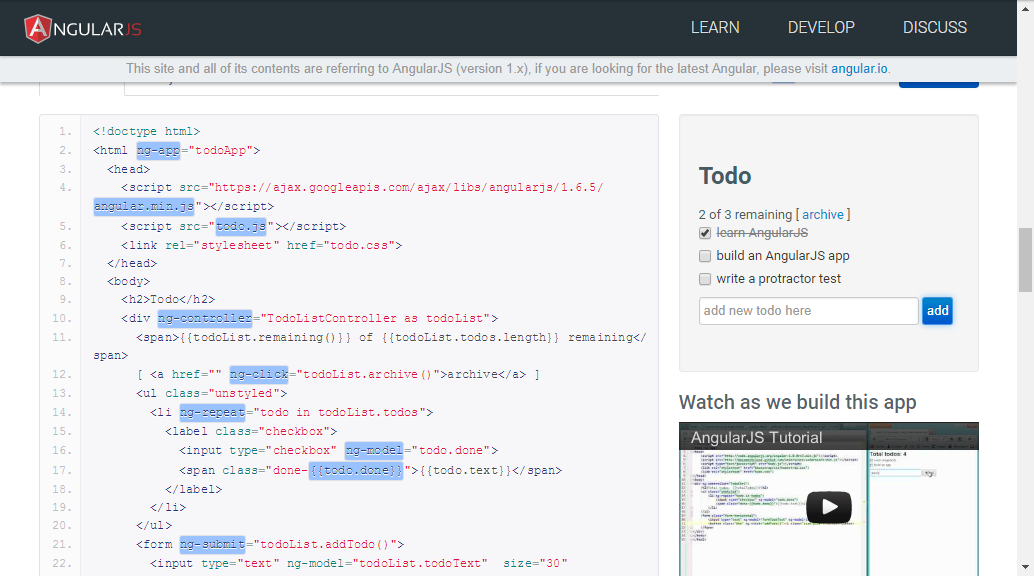 ANGULARJS
LEARN DEVELOP DISCUSS
This site and all of its contents are referring to AngularJS (version 1.x), if you are looking for the latest Angular, please visit angular.io.
1. <!doctype html>
2. <html ng-app="todoApp">
3. <head>
4. <script src="https://ajax.googleapis.com/ajax/libs/angularjs/1.6.5/
angular.min.js"></script>
5. <script src="todo.js"></script>
6. <link rel="stylesheet" href="todo.css">
7. </head>
8. <body>
9. <h2>Todo</h2>
10. <div ng-controller="TodoListController as todoList">
11. <span>{{todoList.remaining()}} of {{todoList.todos.length}} remaining</
span>
12. [ <a href="" ng-click="todoList.archive()">archive</a> ]
13. <ul class="unstyled">
14. <li ng-repeat="todo in todoList.todos">
15. <label class="checkbox">
16. <input type="checkbox" ng-model="todo.done">
17. <span class="done-{{todo.done}}">{{todo.text}}</span>
18. </label>
19. </li>
20. </ul>
21. <form ng-submit="todoList.addTodo()">
22. <input type="text" ng-model="todoList.todoText" size="30"
Todo
2 of 3 remaining [ archive ]
learn AngularJS
build an AngularJS app
write a protractor test
add new todo here add
Watch as we build this app
AngularJS Tutorial
Total todos: 4